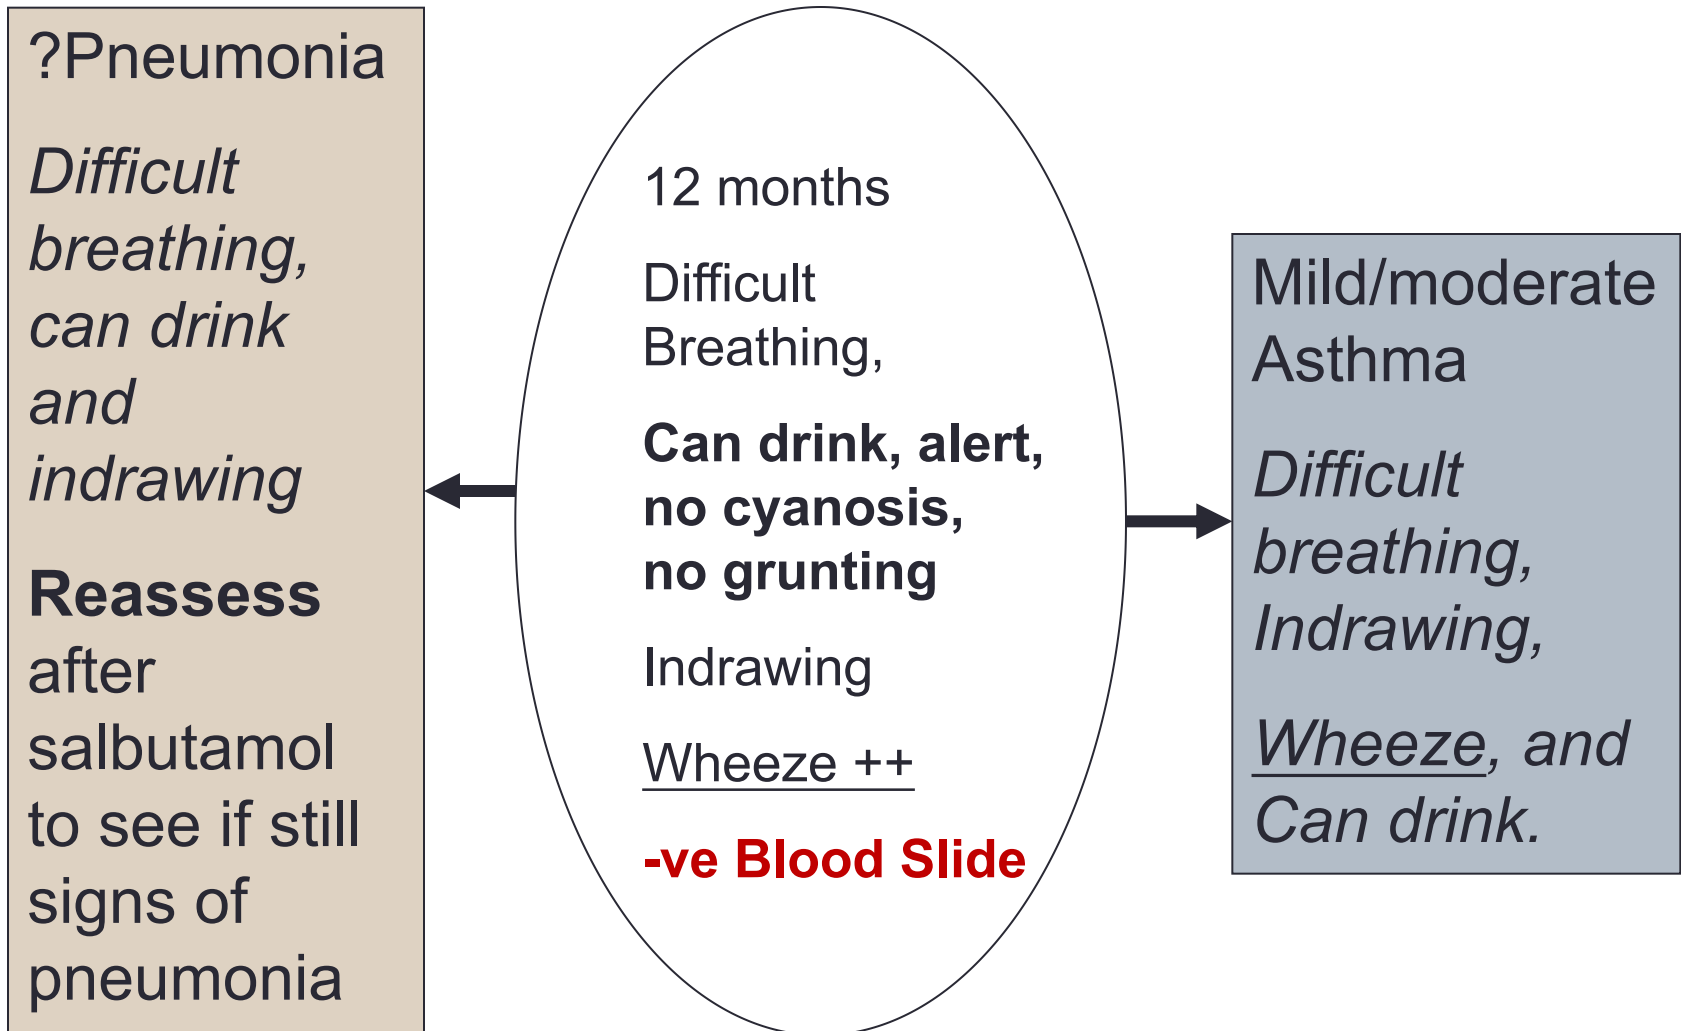 ?Pneumonia
Difficult
breathing,
can drink
and
indrawing
Reassess
after
salbutamol
to see if still
signs of
pneumonia
12 months
Difficult
Breathing,
Can drink, alert,
no cyanosis,
no grunting
Indrawing
Wheeze ++
-ve Blood Slide
Mild/moderate
Asthma
Difficult
breathing,
Indrawing,
Wheeze, and
Can drink.